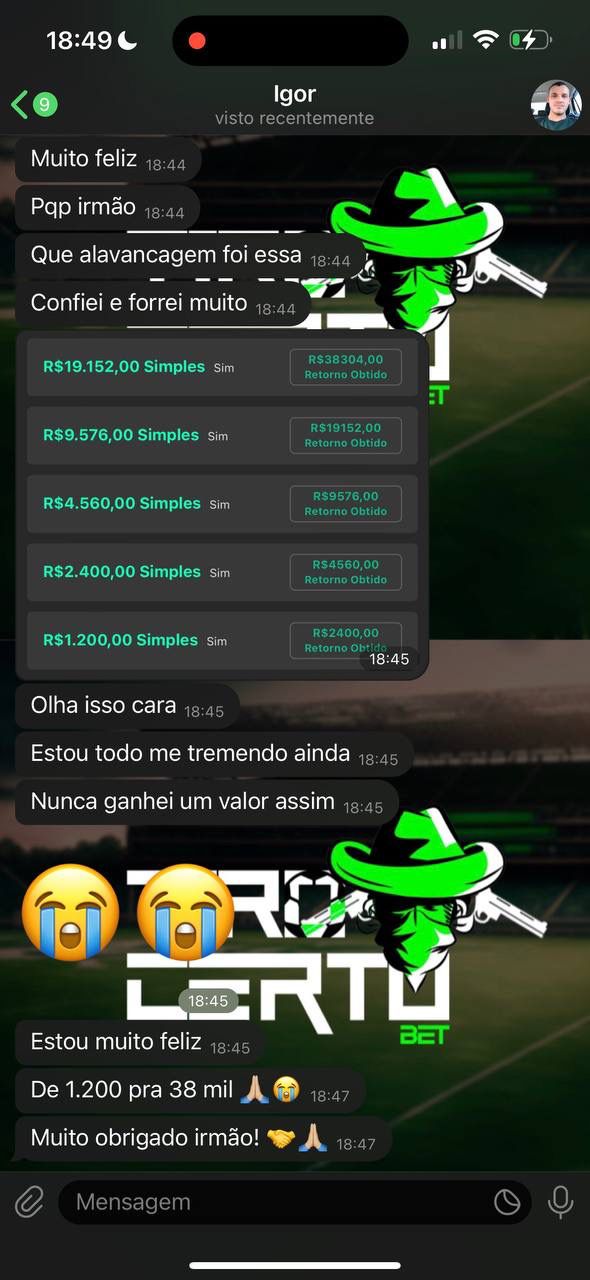 18:49
9
Igor
visto recentemente
Muito feliz 18:44
Pqp irmão 18:44
Que alavancagem foi essa 18:44
Confiei e forrei muito 18:44
R$19.152,00 Simples Sim R$38304,00
Retorno Obtido
BET
R$9.576,00 Simples Sim R$19152,00
Retorno Obtido
R$4.560,00 Simples Sim R$9576,00
Retorno Obtido
R$2.400,00 Simples Sim R$4560,00
Retorno Obtido
R$1.200,00 Simples Sim R$2400,00
Retorno Obtido
18:45
Olha isso cara 18:45
Estou todo me tremendo ainda 18:45
Nunca ganhei um valor assim 18:45
CERTO
BET
18:45
Estou muito feliz 18:45
De 1.200 pra 38 mil 🙏🏼😭 18:47
Muito obrigado irmão! 🤝🙏🏼 18:47
Mensagem